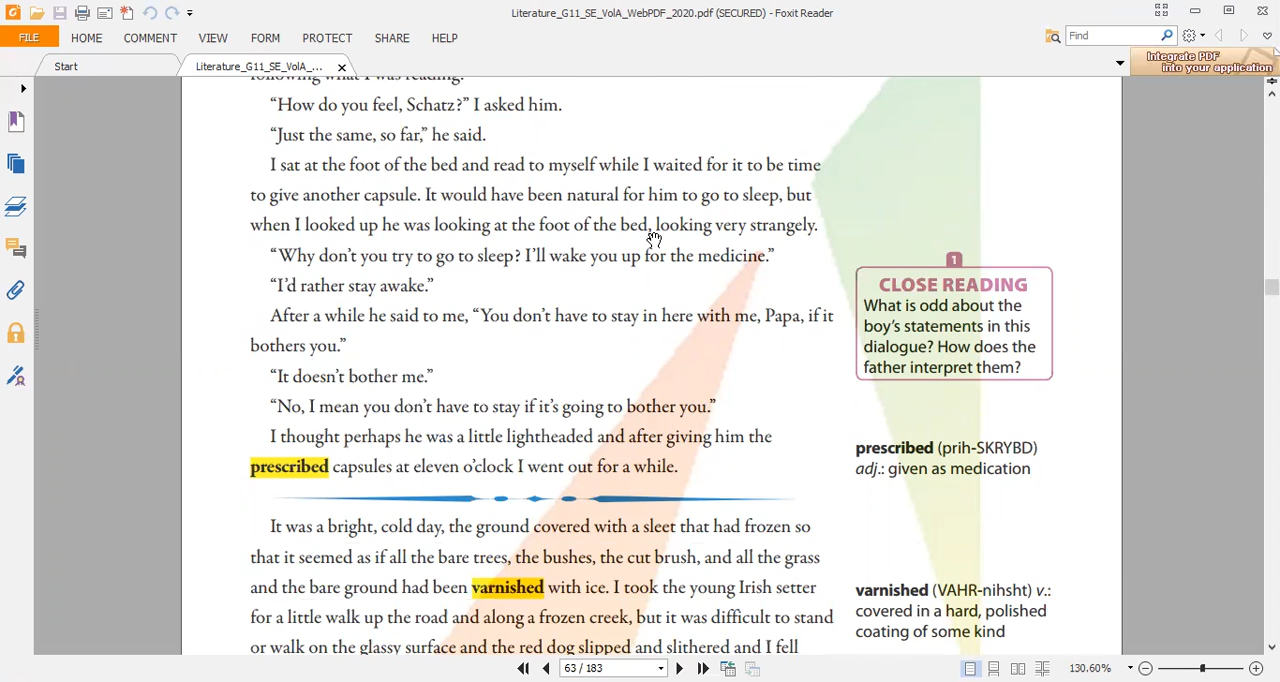 Literature_G11_SE_VolA_WebPDF_2020.pdf (SECURED) - Foxit Reader
FILE HOME COMMENT VIEW FORM PROTECT SHARE HELP Find
Start Literature_G11_SE_VolA_... Integrate PDF
into your application
following what I was reading.
“How do you feel, Schatz?” I asked him.
“Just the same, so far,” he said.
I sat at the foot of the bed and read to myself while I waited for it to be time
to give another capsule. It would have been natural for him to go to sleep, but
when I looked up he was looking at the foot of the bed, looking very strangely.
“Why don’t you try to go to sleep? I’ll wake you up for the medicine.”
“I’d rather stay awake.”
After a while he said to me, “You don’t have to stay in here with me, Papa, if it
bothers you.”
“It doesn’t bother me.”
“No, I mean you don’t have to stay if it’s going to bother you.”
I thought perhaps he was a little lightheaded and after giving him the
prescribed capsules at eleven o’clock I went out for a while.
It was a bright, cold day, the ground covered with a sleet that had frozen so
that it seemed as if all the bare trees, the bushes, the cut brush, and all the grass
and the bare ground had been varnished with ice. I took the young Irish setter
for a little walk up the road and along a frozen creek, but it was difficult to stand
or walk on the glassy surface and the red dog slipped and slithered and I fell
1
CLOSE READING
What is odd about the
boy’s statements in this
dialogue? How does the
father interpret them?
prescribed (prih-SKRYBD)
adj.: given as medication
varnished (VAHR-nihsht) v.:
covered in a hard, polished
coating of some kind
63 / 183 130.60%